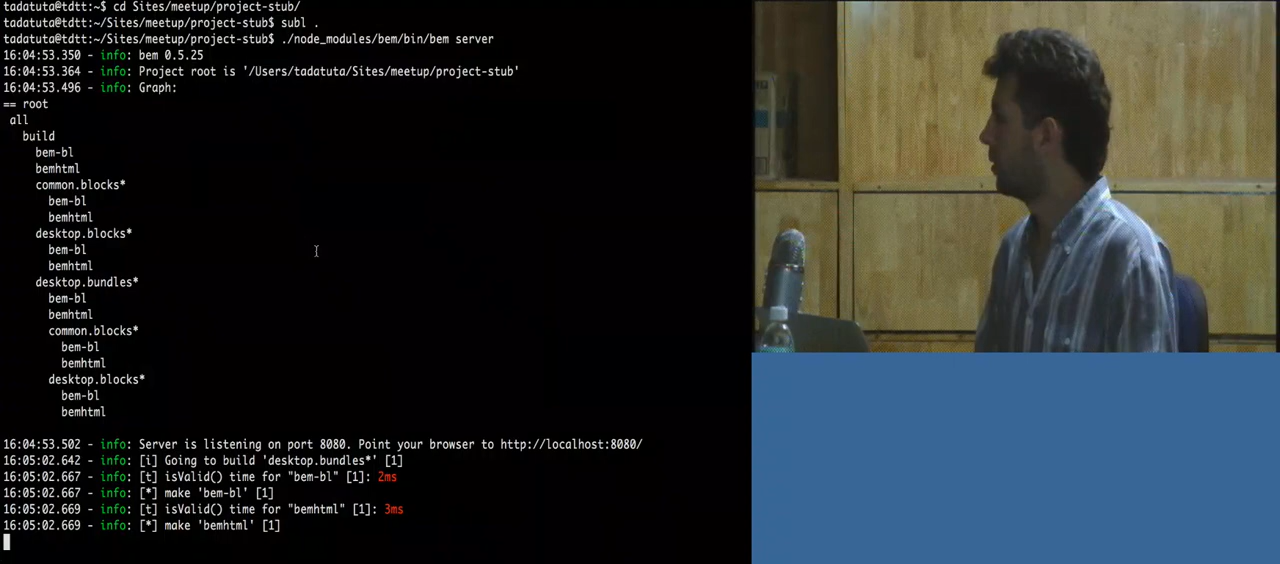 tadatuta@tdtt:~$ cd Sites/meetup/project-stub/
tadatuta@tdtt:~/Sites/meetup/project-stub$ subl .
tadatuta@tdtt:~/Sites/meetup/project-stub$ ./node_modules/bem/bin/bem server
16:04:53.350 - info: bem 0.5.25
16:04:53.364 - info: Project root is '/Users/tadatuta/Sites/meetup/project-stub'
16:04:53.496 - info: Graph:
== root
all
build
bem-bl
bemhtml
common.blocks*
bem-bl
bemhtml
desktop.blocks*
bem-bl
bemhtml
desktop.bundles*
bem-bl
bemhtml
common.blocks*
bem-bl
bemhtml
desktop.blocks*
bem-bl
bemhtml
16:04:53.502 - info: Server is listening on port 8080. Point your browser to http://localhost:8080/
16:05:02.642 - info: [i] Going to build 'desktop.bundles*' [1]
16:05:02.667 - info: [t] isValid() time for "bem-bl" [1]: 2ms
16:05:02.667 - info: [*] make 'bem-bl' [1]
16:05:02.669 - info: [t] isValid() time for "bemhtml" [1]: 3ms
16:05:02.669 - info: [*] make 'bemhtml' [1]